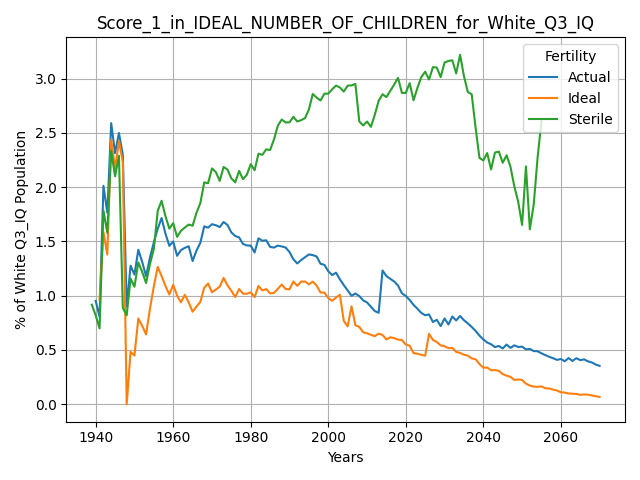 Score_1_in_IDEAL_NUMBER_OF_CHILDREN_for_White_Q3_IQ
% of White Q3_IQ Population
3.0
2.5
2.0
1.5
1.0
0.5
0.0
Fertility
Actual
Ideal
Sterile
1940 1960 1980 2000 2020 2040 2060
Years